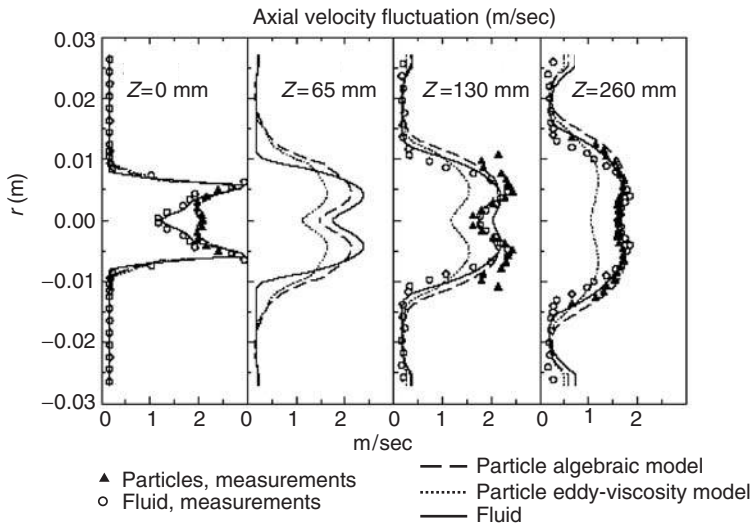 Axial velocity fluctuation (m/sec)
0.03
0.02
0.01
0.00
−0.01
−0.02
−0.03
r (m)
Z=0 mm
Z=65 mm
Z=130 mm
Z=260 mm
0 1 2 0 1 2 0 1 2 0 1 2 3
m/sec
▲ Particles, measurements
○ Fluid, measurements
Particle algebraic model
Particle eddy-viscosity model
Fluid